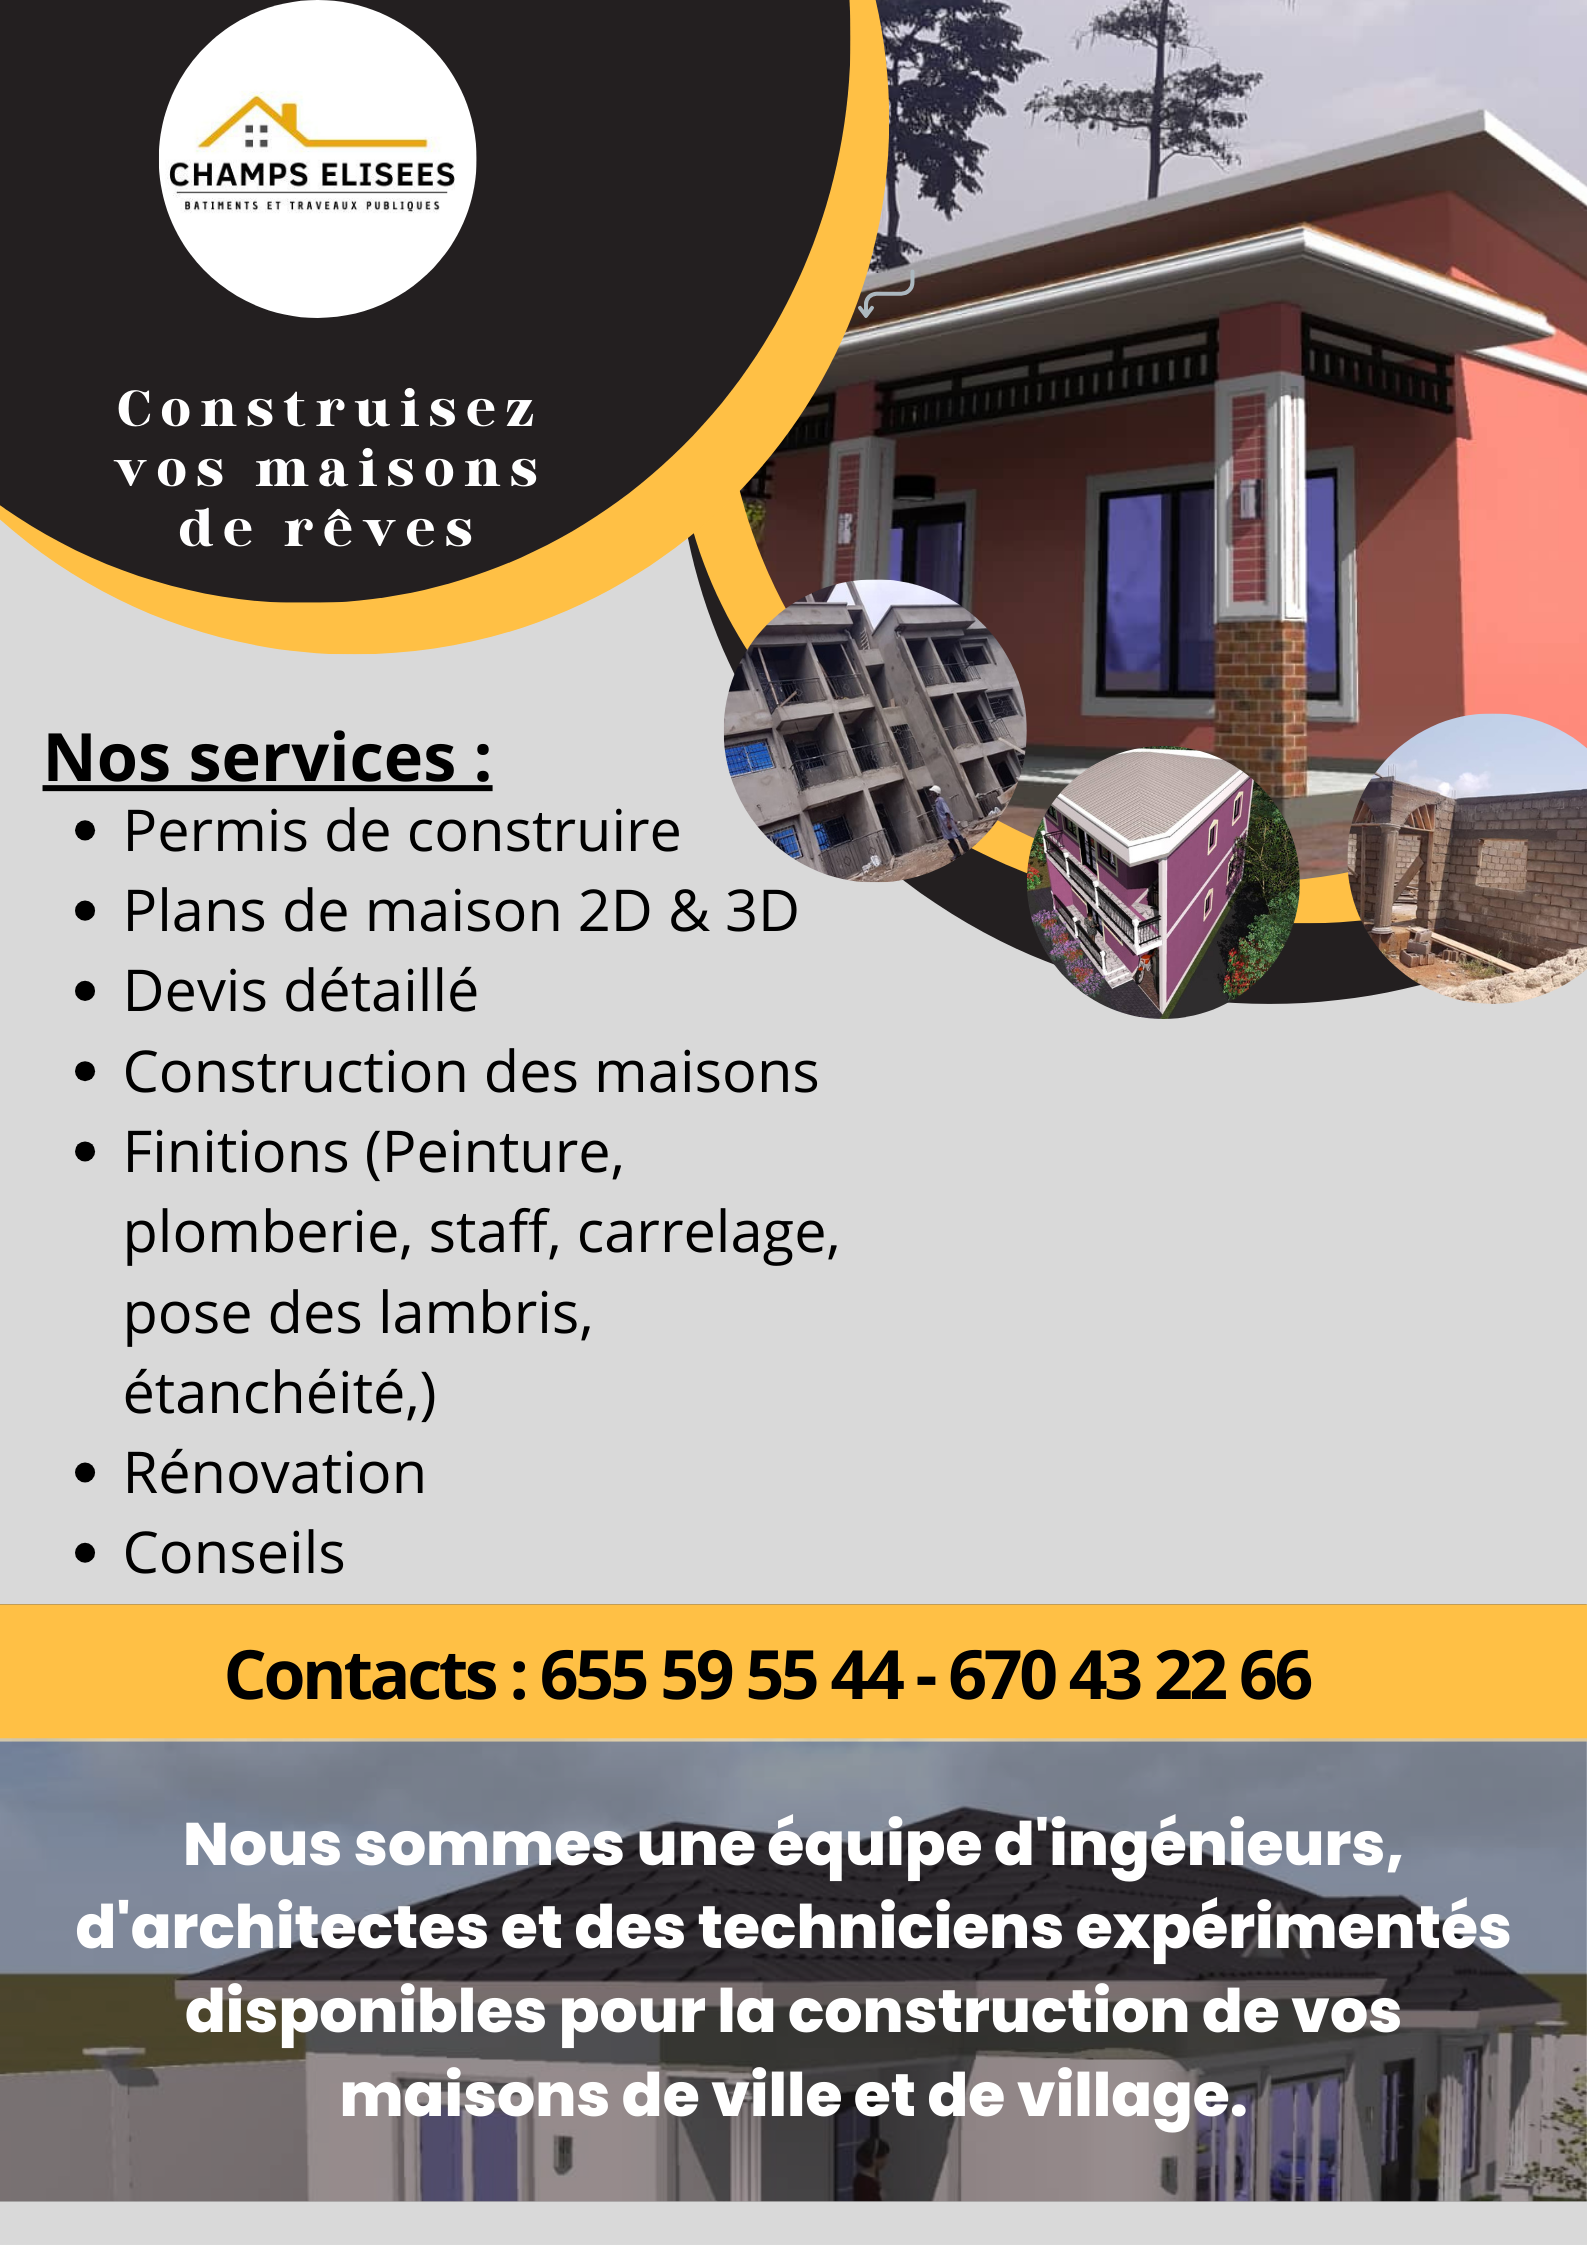 CHAMPS ELISEES
BATIMENTS ET TRAVEAUX PUBLIQUES
Construisez
vos maisons
de rêves
Nos services :
• Permis de construire
• Plans de maison 2D & 3D
• Devis détaillé
• Construction des maisons
• Finitions (Peinture,
plomberie, staff, carrelage,
pose des lambris,
étanchéité,)
• Rénovation
• Conseils
Contacts : 655 59 55 44 - 670 43 22 66
Nous sommes une équipe d'ingénieurs,
d'architectes et des techniciens expérimentés
disponibles pour la construction de vos
maisons de ville et de village.